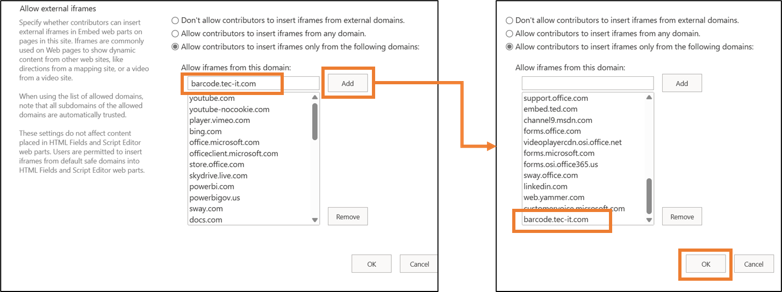 Allow external iframes
Specify whether contributors can insert
external iframes in Embed web parts on
pages in this site. Iframes are commonly
used on Web pages to show dynamic
content from other web sites, like
directions from a mapping site, or a video
from a video site.
When using the list of allowed domains,
note that all subdomains of the allowed
domains are automatically trusted.
These settings do not affect content
placed in HTML Fields and Script Editor
web parts. Users are permitted to insert
iframes from default safe domains into
HTML Fields and Script Editor web parts.
Don't allow contributors to insert iframes from external domains.
Allow contributors to insert iframes from any domain.
Allow contributors to insert iframes only from the following domains:
Allow iframes from this domain:
barcode.tec-it.com
Add
youtube.com
youtube-nocookie.com
player.vimeo.com
bing.com
office.microsoft.com
officeclient.microsoft.com
store.office.com
skydrive.live.com
powerbi.com
powerbigov.us
sway.com
docs.com
Remove
OK
Cancel
Don't allow contributors to insert iframes from external domains.
Allow contributors to insert iframes from any domain.
Allow contributors to insert iframes only from the following domains:
Allow iframes from this domain:
Add
support.office.com
embed.ted.com
channel9.msdn.com
forms.office.com
videoplayercdn.osi.office.net
forms.microsoft.com
forms.osi.office365.us
sway.office.com
linkedin.com
web.yammer.com
customervoice.microsoft.com
barcode.tec-it.com
Remove
OK
Cancel